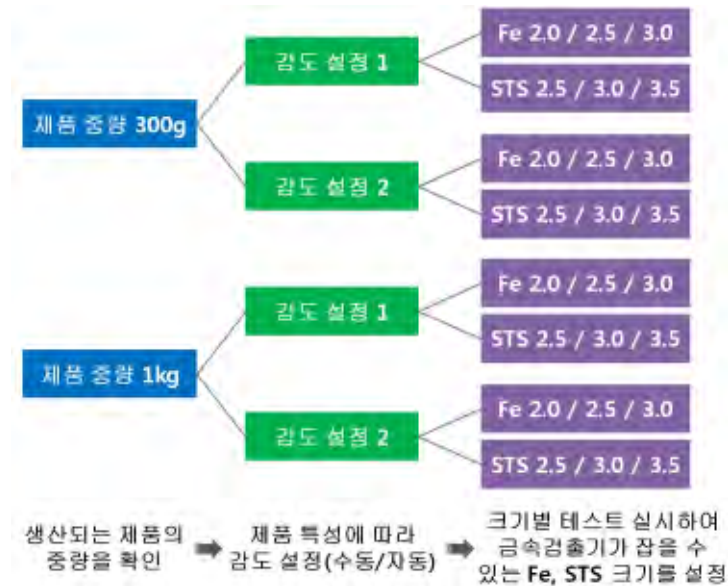 제품 중량 300g
감도 설정 1
Fe 2.0 / 2.5 / 3.0
STS 2.5 / 3.0 / 3.5
감도 설정 2
Fe 2.0 / 2.5 / 3.0
STS 2.5 / 3.0 / 3.5
제품 중량 1kg
감도 설정 1
Fe 2.0 / 2.5 / 3.0
STS 2.5 / 3.0 / 3.5
감도 설정 2
Fe 2.0 / 2.5 / 3.0
STS 2.5 / 3.0 / 3.5
생산되는 제품의
중량을 확인
➡
제품 특성에 따라
감도 설정(수동/자동)
➡
크기별 테스트 실시하여
금속검출기가 잡을 수
있는 Fe, STS 크기를 설정